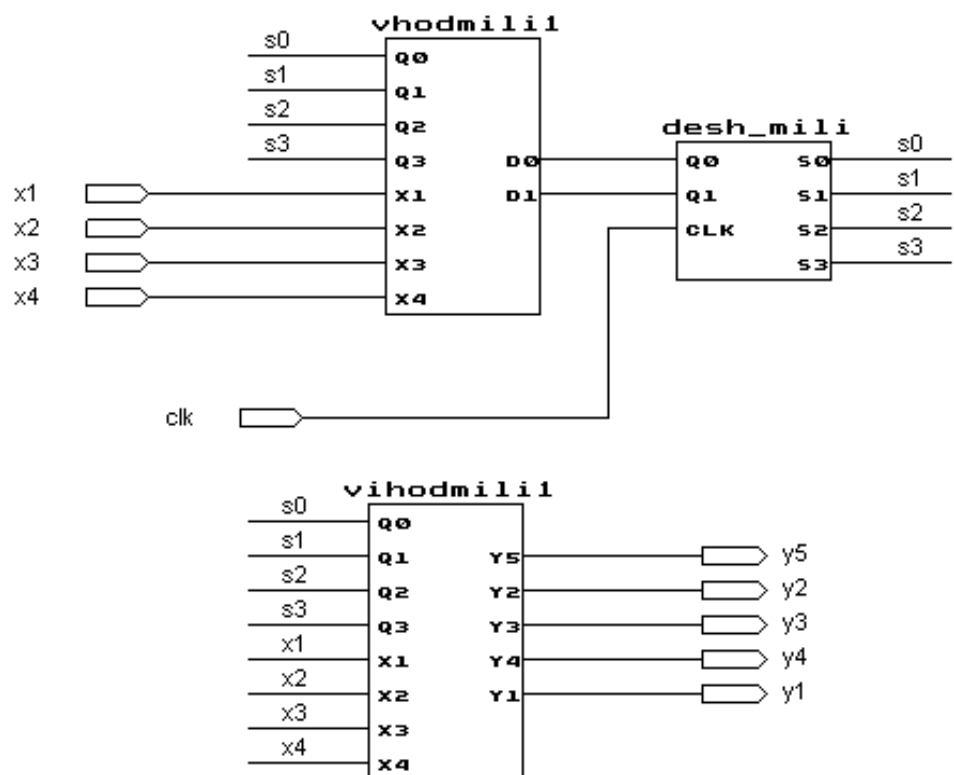 vhodmili1
s0
Q0
s1
Q1
s2
Q2
desh_mili
s3
Q3 D0
Q0 S0 s0
x1
X1 D1
Q1 S1 s1
x2
X2
CLK S2 s2
x3
X3
S3 s3
x4
X4
clk
vihodmili1
s0
Q0
s1
Q1 Y5 y5
s2
Q2 Y2 y2
s3
Q3 Y3 y3
x1
X1 Y4 y4
x2
X2 Y1 y1
x3
X3
x4
X4